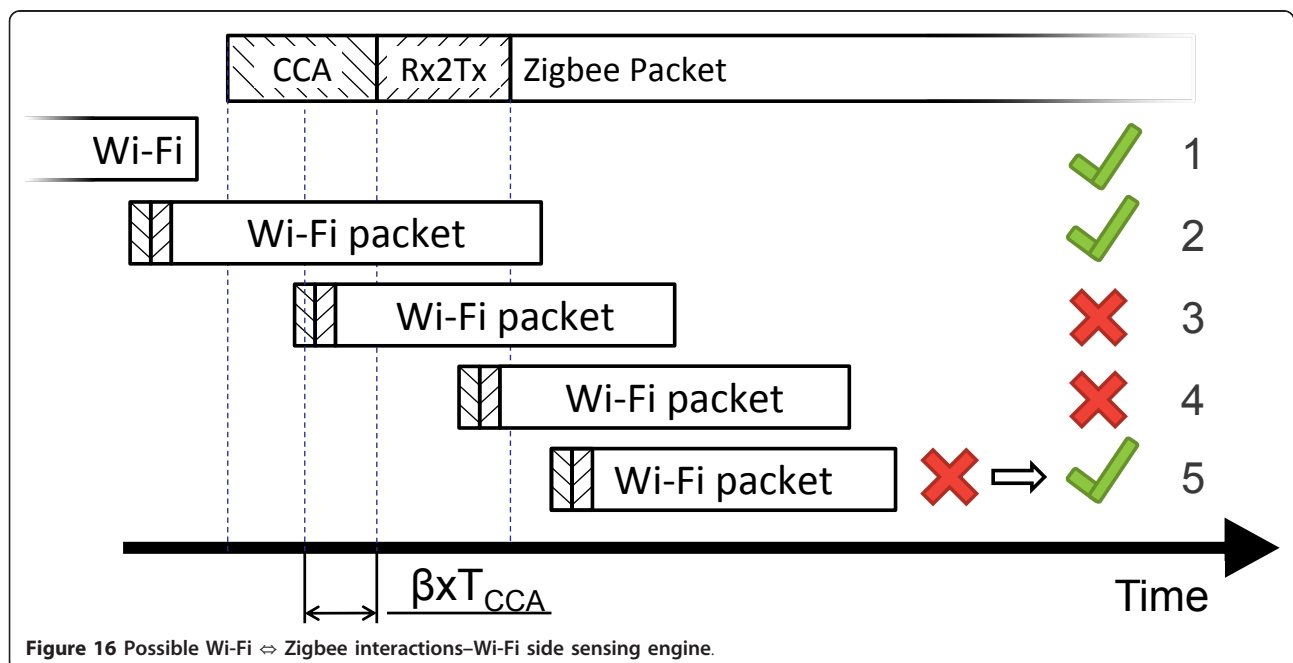 CCA Rx2Tx Zigbee Packet
Wi-Fi 1
Wi-Fi packet 2
Wi-Fi packet 3
Wi-Fi packet 4
Wi-Fi packet 5
βxTCCA
Time
Figure 16 Possible Wi-Fi ⇔ Zigbee interactions–Wi-Fi side sensing engine.